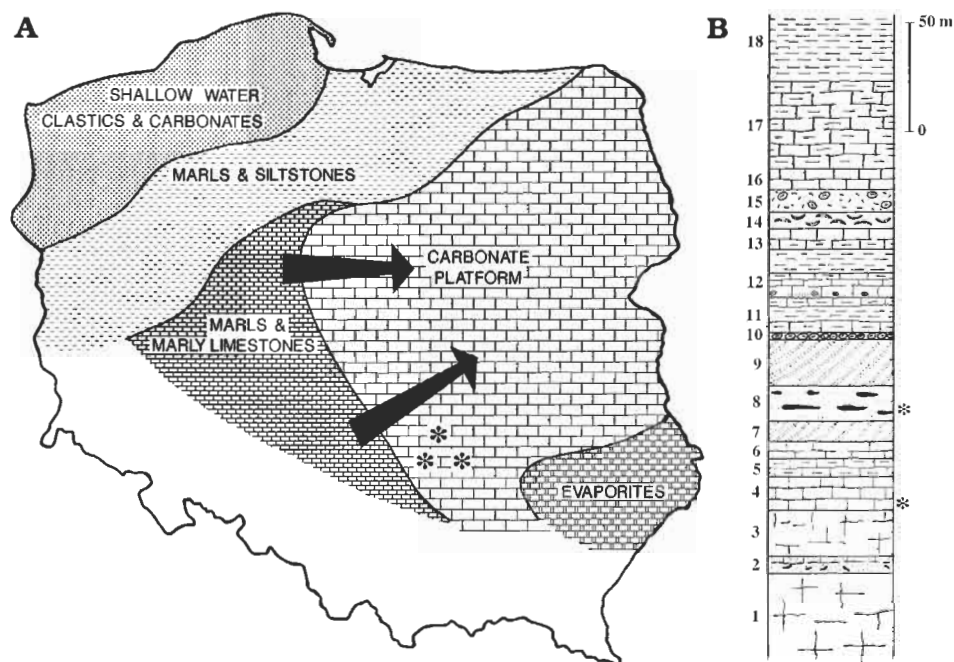 A
SHALLOW WATER
CLASTICS & CARBONATES
MARLS & SILTSTONES
CARBONATE
PLATFORM
MARLS &
MARLY LIMESTONES
EVAPORITES
*
* *
B
50 m
0
18
17
16
15
14
13
12
11
10
9
8
*
7
6
5
4
*
3
2
1